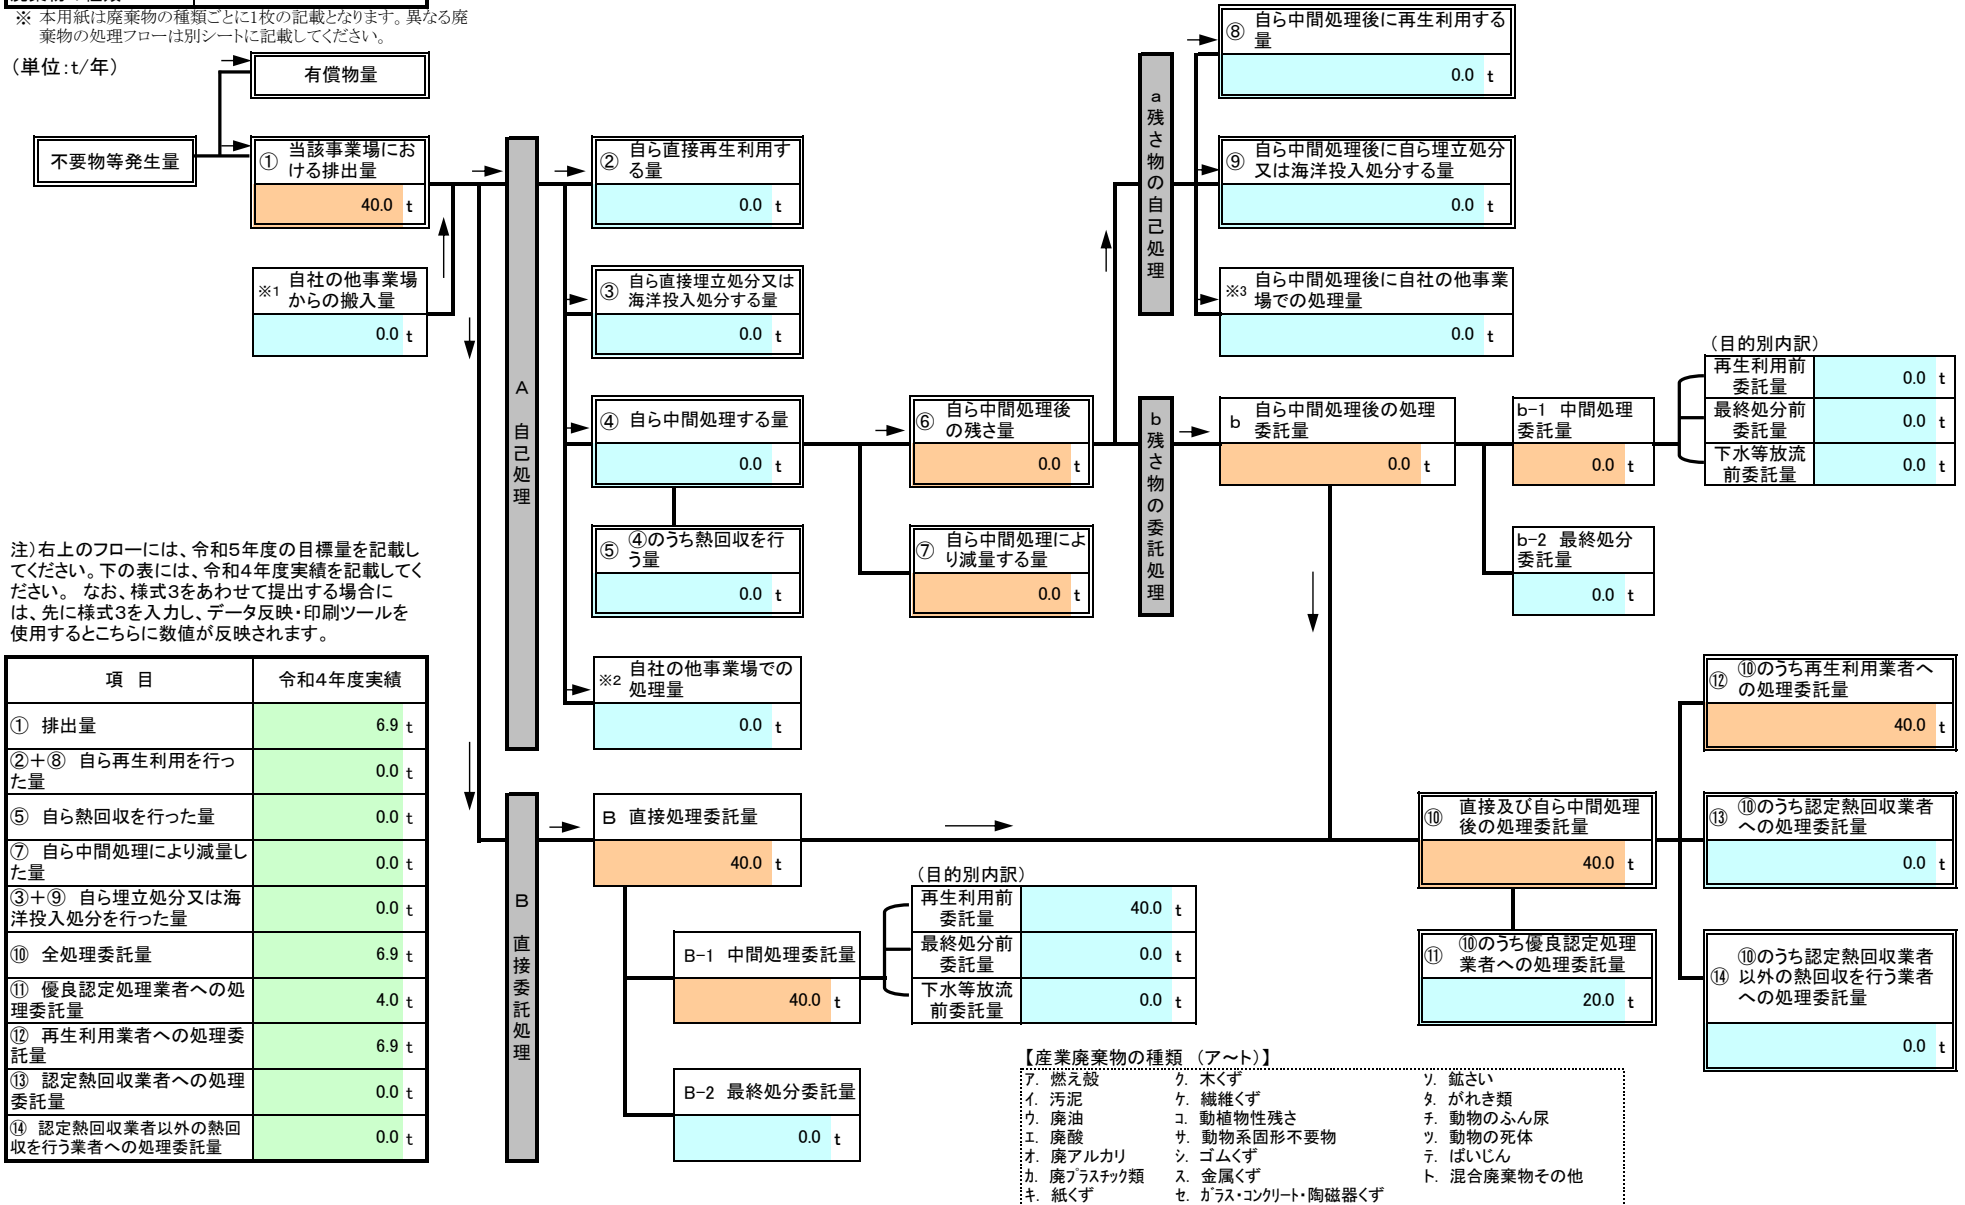 ※ 本用紙は廃棄物の種類ごとに1枚の記載となります。異なる廃
棄物の処理フローは別シートに記載してください。
（単位：t/年）
有償物量
不要物等発生量
① 当該事業場にお
ける排出量
40.0 t
※1 自社の他事業場
からの搬入量
0.0 t
A 自己処理
② 自ら直接再生利用す
る量
0.0 t
③ 自ら直接埋立処分又は
海洋投入処分する量
0.0 t
④ 自ら中間処理する量
0.0 t
⑤ ④のうち熱回収を行
う量
0.0 t
※2 自社の他事業場での
処理量
0.0 t
⑥ 自ら中間処理後
の残さ量
0.0 t
⑦ 自ら中間処理によ
り減量する量
0.0 t
a 残さ物の自己処理
⑧ 自ら中間処理後に再生利用する
量
0.0 t
⑨ 自ら中間処理後に自ら埋立処分
又は海洋投入処分する量
0.0 t
※3 自ら中間処理後に自社の他事業
場での処理量
0.0 t
b 残さ物の委託処理
b 自ら中間処理後の処理
委託量
0.0 t
b-1 中間処理
委託量
0.0 t
b-2 最終処分
委託量
0.0 t
（目的別内訳）
再生利用前
委託量
0.0 t
最終処分前
委託量
0.0 t
下水等放流
前委託量
0.0 t
注）右上のフローには、令和5年度の目標量を記載し
てください。下の表には、令和4年度実績を記載してく
ださい。 なお、様式3をあわせて提出する場合に
は、先に様式3を入力し、データ反映・印刷ツールを
使用するとこちらに数値が反映されます。
項 目 令和4年度実績
① 排出量 6.9 t
②＋⑧ 自ら再生利用を行っ
た量 0.0 t
⑤ 自ら熱回収を行った量 0.0 t
⑦ 自ら中間処理により減量し
た量 0.0 t
③＋⑨ 自ら埋立処分又は海
洋投入処分を行った量 0.0 t
⑩ 全処理委託量 6.9 t
⑪ 優良認定処理業者への処
理委託量 4.0 t
⑫ 再生利用業者への処理委
託量 6.9 t
⑬ 認定熱回収業者への処理
委託量 0.0 t
⑭ 認定熱回収業者以外の熱回
収を行う業者への処理委託量 0.0 t
B 直接委託処理
B 直接処理委託量
40.0 t
B-1 中間処理委託量
40.0 t
B-2 最終処分委託量
0.0 t
（目的別内訳）
再生利用前
委託量
40.0 t
最終処分前
委託量
0.0 t
下水等放流
前委託量
0.0 t
⑩ 直接及び自ら中間処理
後の処理委託量
40.0 t
⑪ ⑩のうち優良認定処理
業者への処理委託量
20.0 t
⑫ ⑩のうち再生利用業者へ
の処理委託量
40.0 t
⑬ ⑩のうち認定熱回収業者
への処理委託量
0.0 t
⑭ ⑩のうち認定熱回収業者
以外の熱回収を行う業者
への処理委託量
0.0 t
【産業廃棄物の種類 （ア～ト）】
ア. 燃え殻 ク. 木くず ソ. 鉱さい
イ. 汚泥 ケ. 繊維くず タ. がれき類
ウ. 廃油 コ. 動植物性残さ チ. 動物のふん尿
エ. 廃酸 サ. 動物系固形不要物 ツ. 動物の死体
オ. 廃アルカリ シ. ゴムくず テ. ばいじん
カ. 廃プラスチック類 ス. 金属くず ト. 混合廃棄物その他
キ. 紙くず セ. ガラス・コンクリート・陶磁器くず